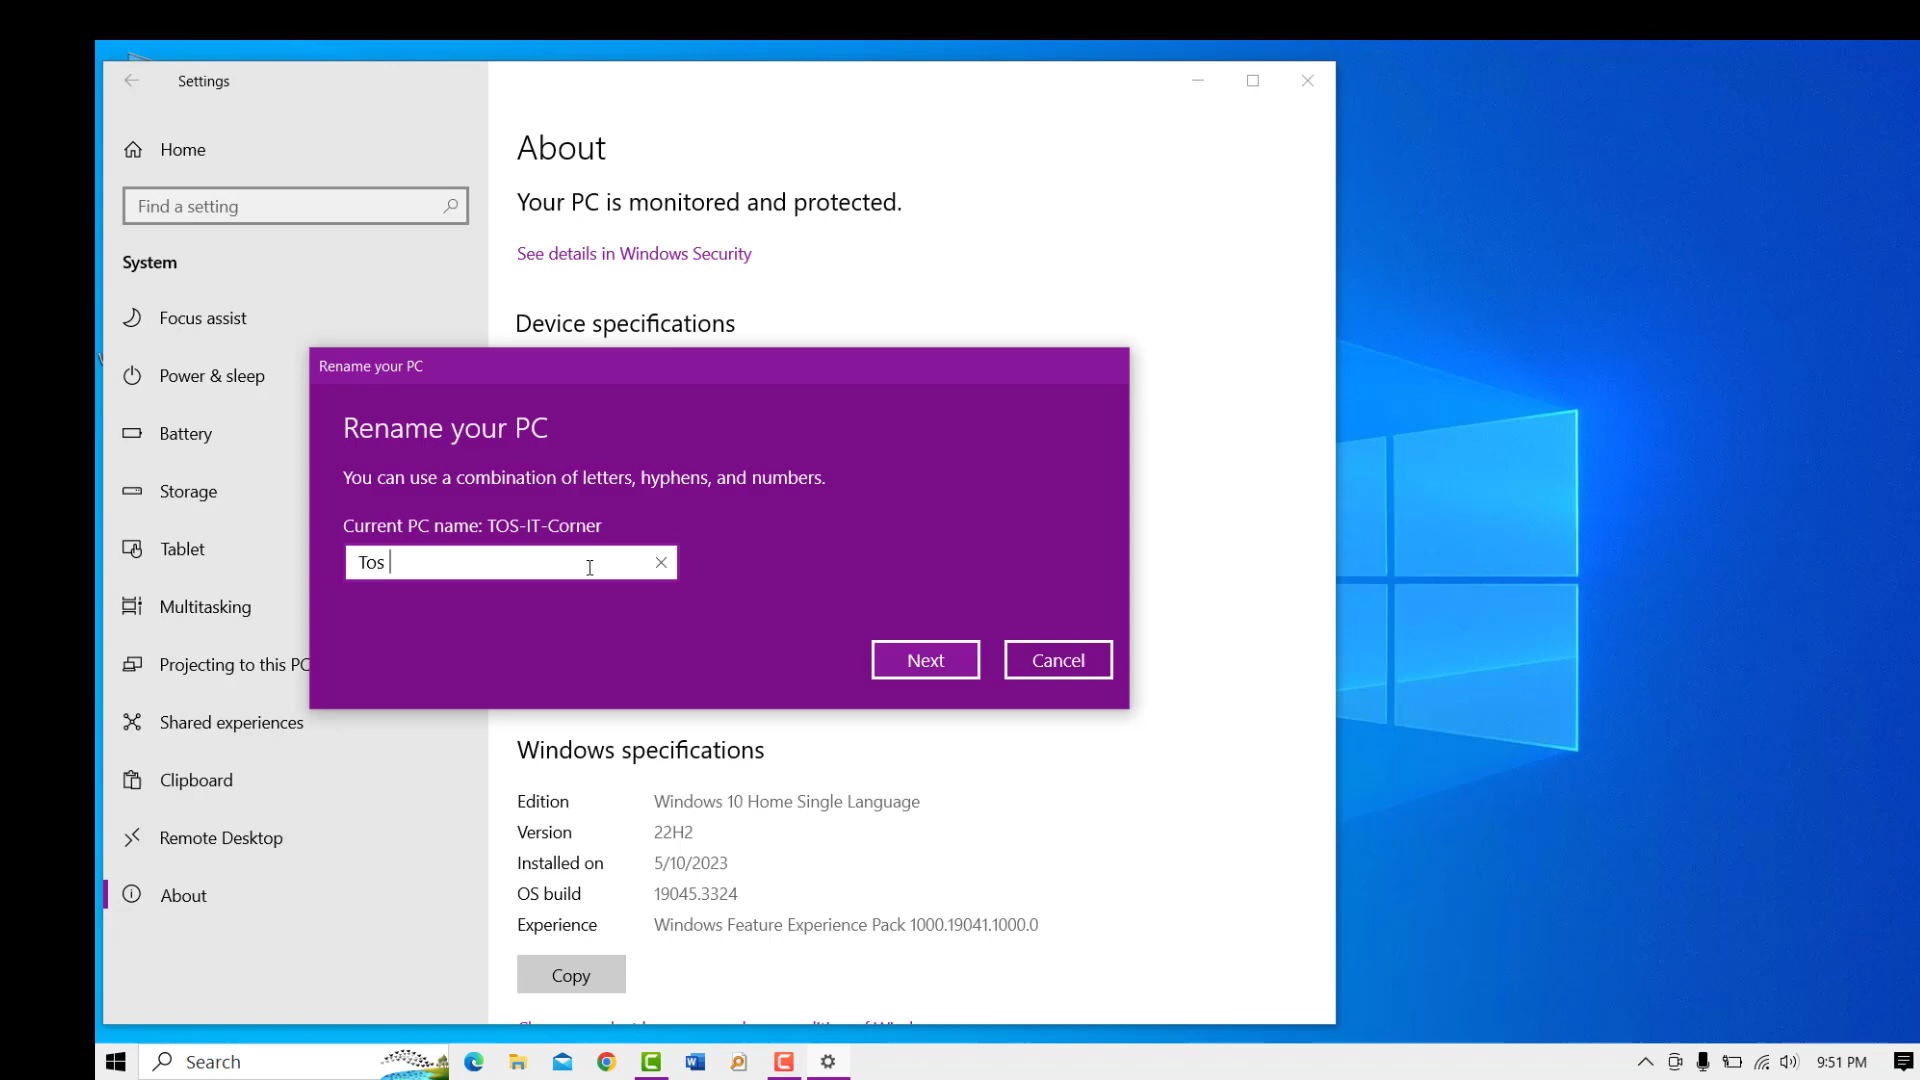 Settings
Home
Find a setting
System
Focus assist
Power & sleep
Battery
Storage
Tablet
Multitasking
Projecting to this PC
Shared experiences
Clipboard
Remote Desktop
About
About
Your PC is monitored and protected.
See details in Windows Security
Device specifications
Rename your PC
Rename your PC
You can use a combination of letters, hyphens, and numbers.
Current PC name: TOS-IT-Corner
Tos
Next
Cancel
Windows specifications
Edition Windows 10 Home Single Language
Version 22H2
Installed on 5/10/2023
OS build 19045.3324
Experience Windows Feature Experience Pack 1000.19041.1000.0
Copy
Search
9:51 PM